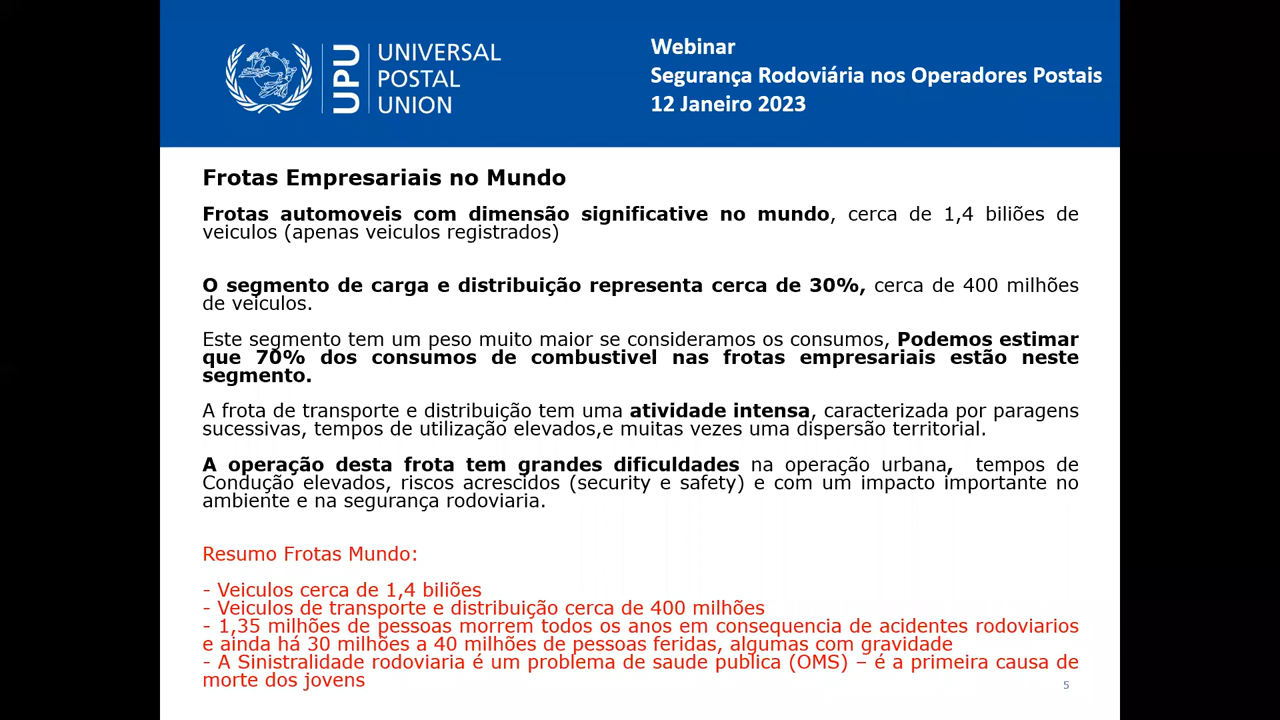 UPU
UNIVERSAL
POSTAL
UNION
Webinar
Segurança Rodoviária nos Operadores Postais
12 Janeiro 2023
Frotas Empresariais no Mundo
Frotas automoveis com dimensão significative no mundo, cerca de 1,4 biliões de
veiculos (apenas veiculos registrados)
O segmento de carga e distribuição representa cerca de 30%, cerca de 400 milhões
de veiculos.
Este segmento tem um peso muito maior se consideramos os consumos, Podemos estimar
que 70% dos consumos de combustivel nas frotas empresariais estão neste
segmento.
A frota de transporte e distribuição tem uma atividade intensa, caracterizada por paragens
sucessivas, tempos de utilização elevados,e muitas vezes uma dispersão territorial.
A operação desta frota tem grandes dificuldades na operação urbana, tempos de
Condução elevados, riscos acrescidos (security e safety) e com um impacto importante no
ambiente e na segurança rodoviaria.
Resumo Frotas Mundo:
- Veiculos cerca de 1,4 biliões
- Veiculos de transporte e distribuição cerca de 400 milhões
- 1,35 milhões de pessoas morrem todos os anos em consequencia de acidentes rodoviarios
e ainda há 30 milhões a 40 milhões de pessoas feridas, algumas com gravidade
- A Sinistralidade rodoviaria é um problema de saude publica (OMS) – é a primeira causa de
morte dos jovens
5